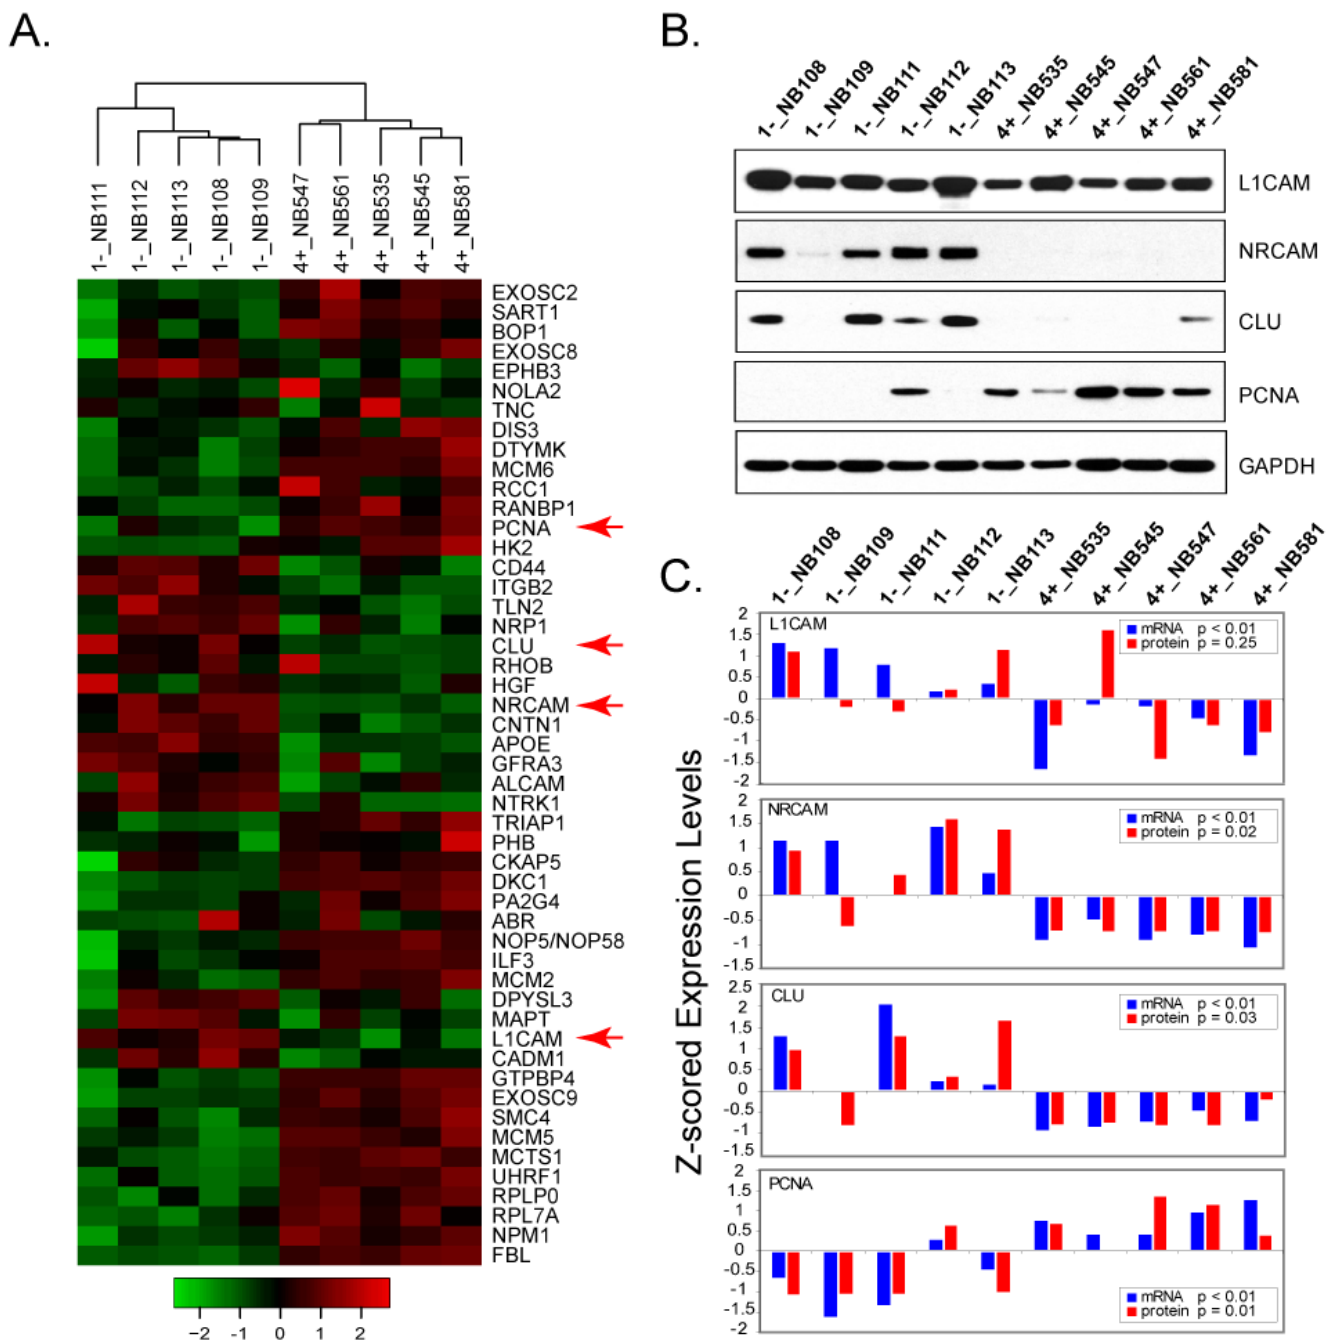 A.
1-_NB111
1-_NB112
1-_NB113
1-_NB108
1-_NB109
4+_NB547
4+_NB561
4+_NB535
4+_NB545
4+_NB581
EXOSC2
SART1
BOP1
EXOSC8
EPHB3
NOLA2
TNC
DIS3
DTYMK
MCM6
RCC1
RANBP1
PCNA
HK2
CD44
ITGB2
TLN2
NRP1
CLU
RHOB
HGF
NRCAM
CNTN1
APOE
GFRA3
ALCAM
NTRK1
TRIAP1
PHB
CKAP5
DKC1
PA2G4
ABR
NOP5/NOP58
ILF3
MCM2
DPYSL3
MAPT
L1CAM
CADM1
GTPBP4
EXOSC9
SMC4
MCM5
MCTS1
UHRF1
RPLP0
RPL7A
NPM1
FBL
−2 −1 0 1 2
B.
1-_NB108
1-_NB109
1-_NB111
1-_NB112
1-_NB113
4+_NB535
4+_NB545
4+_NB547
4+_NB561
4+_NB581
L1CAM
NRCAM
CLU
PCNA
GAPDH
C.
1-_NB108
1-_NB109
1-_NB111
1-_NB112
1-_NB113
4+_NB535
4+_NB545
4+_NB547
4+_NB561
4+_NB581
Z-scored Expression Levels
L1CAM
mRNA p < 0.01
protein p = 0.25
2
1.5
1
0.5
0
-0.5
-1
-1.5
-2
NRCAM
mRNA p < 0.01
protein p = 0.02
2
1.5
1
0.5
0
-0.5
-1
-1.5
CLU
mRNA p < 0.01
protein p = 0.03
2.5
2
1.5
1
0.5
0
-0.5
-1
-1.5
PCNA
mRNA p < 0.01
protein p = 0.01
2
1.5
1
0.5
0
-0.5
-1
-1.5
-2